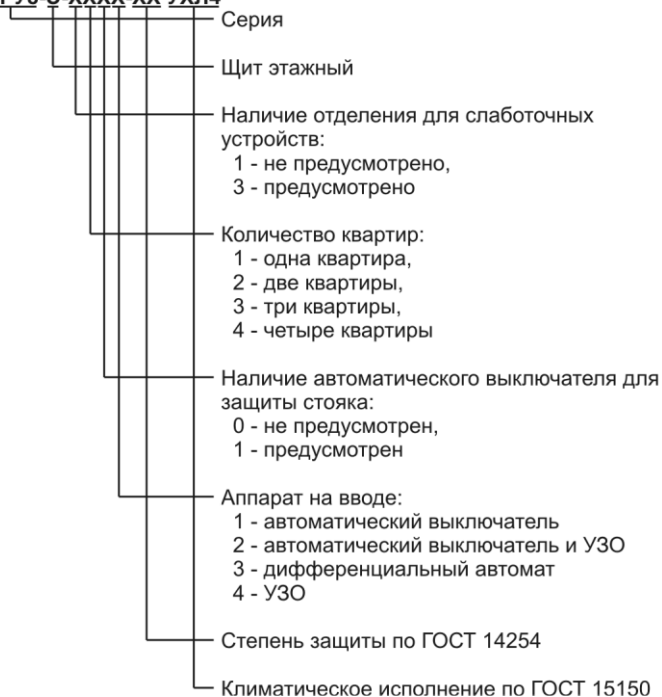 Серия
Щит этажный
Наличие отделения для слаботочных
устройств:
1 - не предусмотрено,
3 - предусмотрено
Количество квартир:
1 - одна квартира,
2 - две квартиры,
3 - три квартиры,
4 - четыре квартиры
Наличие автоматического выключателя для
защиты стояка:
0 - не предусмотрен,
1 - предусмотрен
Аппарат на вводе:
1 - автоматический выключатель
2 - автоматический выключатель и УЗО
3 - дифференциальный автомат
4 - УЗО
Степень защиты по ГОСТ 14254
Климатическое исполнение по ГОСТ 15150